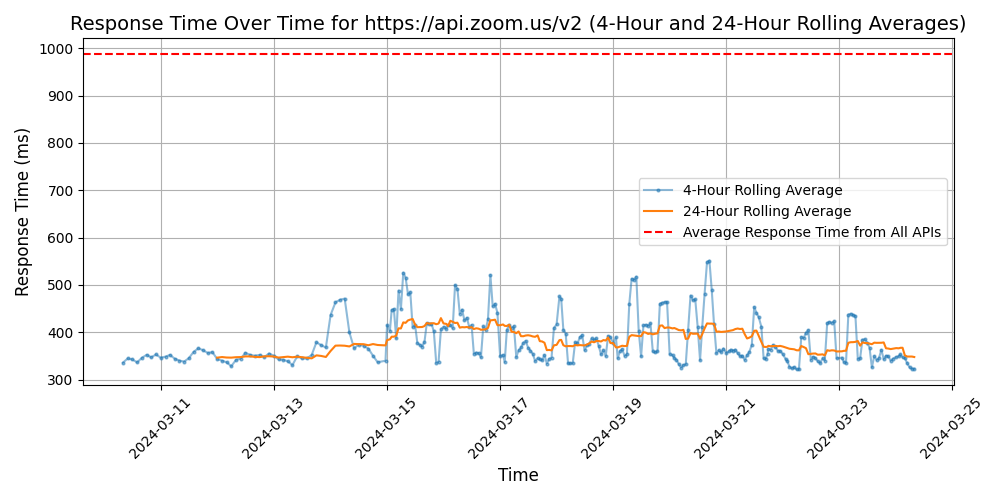 Response Time Over Time for https://api.zoom.us/v2 (4-Hour and 24-Hour Rolling Averages)
Response Time (ms)
1000
900
800
700
600
500
400
300
4-Hour Rolling Average
24-Hour Rolling Average
Average Response Time from All APIs
2024-03-11
2024-03-13
2024-03-15
2024-03-17
2024-03-19
2024-03-21
2024-03-23
2024-03-25
Time